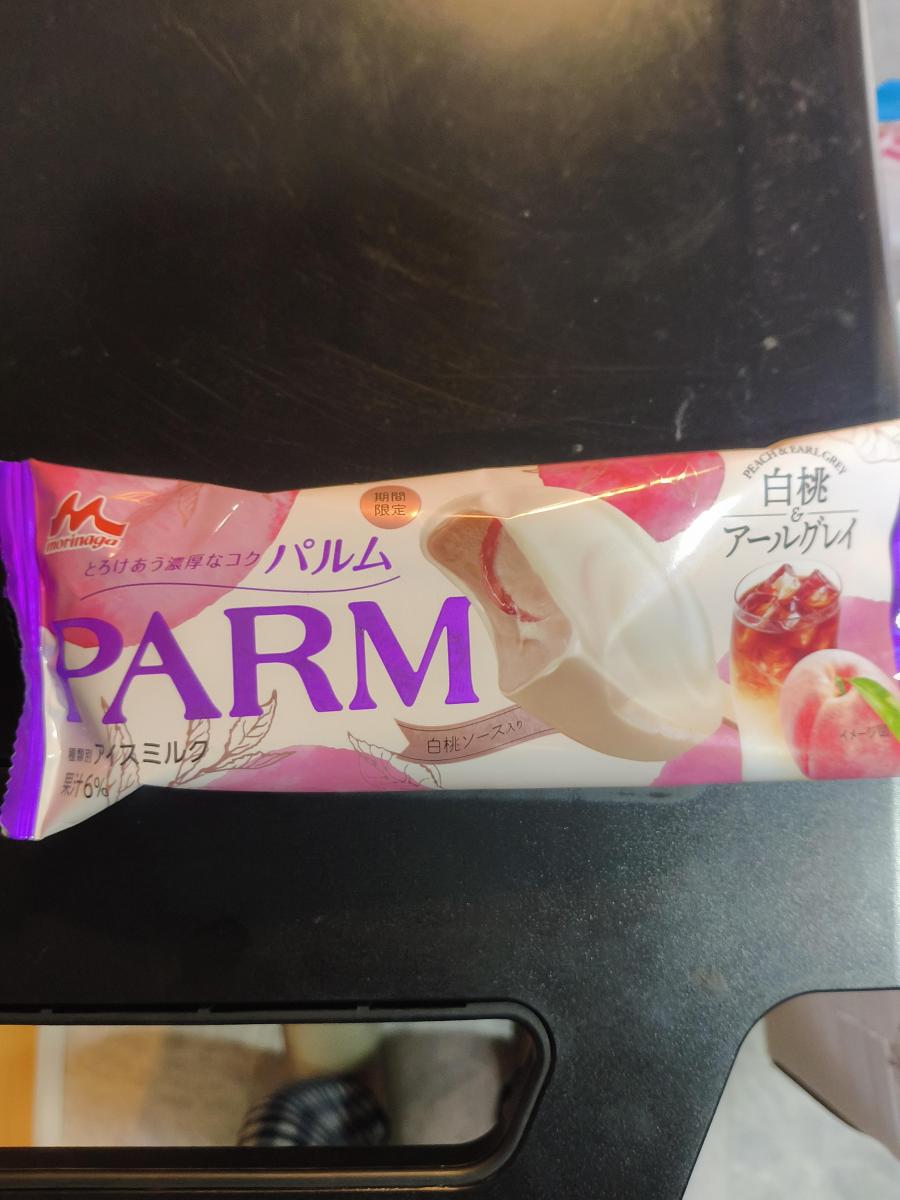 morinaga
とろけあう濃厚なコク パルム
期間
限定
PARM
種類別 アイスミルク
果汁6%
白桃ソース入り
PEACH & EARL GREY
白桃
&
アールグレイ
イメージ